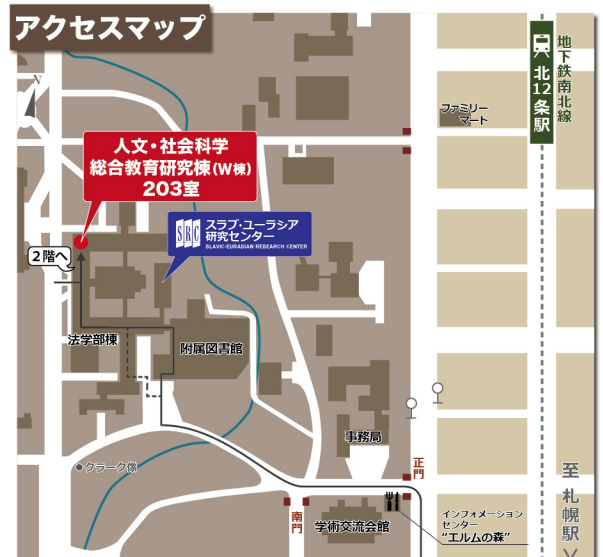 アクセスマップ
N
地下鉄南北線
北12条駅
ファミリー
マート
人文・社会科学
総合教育研究棟(W棟)
203室
SRC
スラブ・ユーラシア
研究センター
SLAVIC-EURASIAN RESEARCH CENTER
2階へ
法学部棟
附属図書館
事務局
クラーク像
正門
南門
学術交流会館
インフォメーション
センター
“エルムの森”
至札幌駅